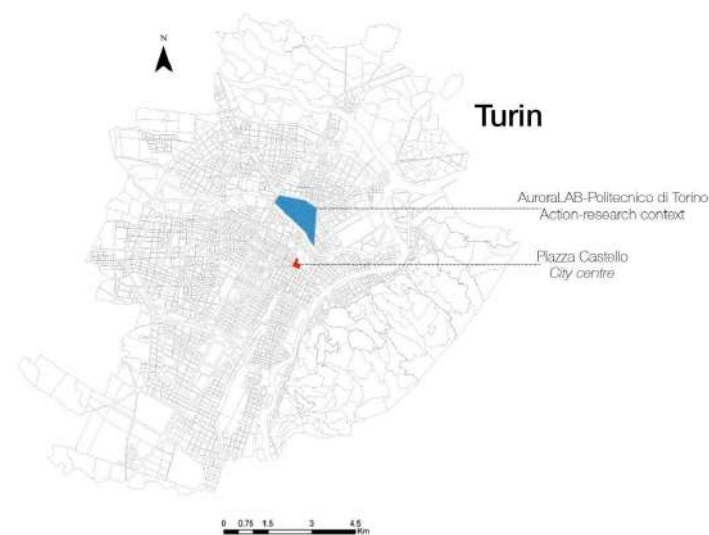 N
Turin
AuroraLAB-Politecnico di Torino
Action-research context
Piazza Castello
City centre
0 0.75 1.5 3 4.5
Km